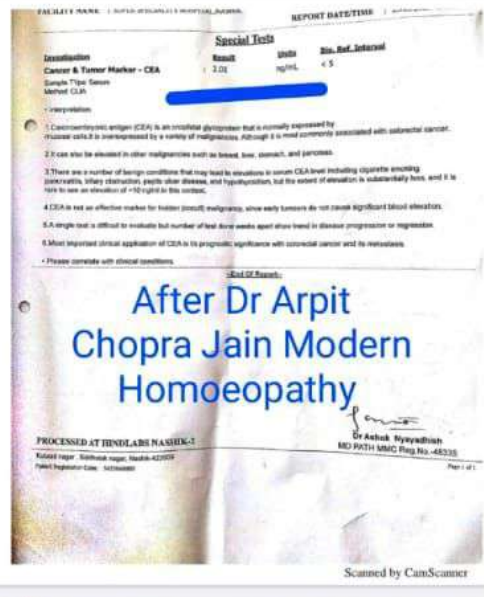 FACILITY NAME : SUPER SPECIALITY HOSPITAL, NASHIK
REPORT DATE/TIME :
Special Tests
Investigation Result Units Bio. Ref. Interval
Cancer & Tumor Marker - CEA : 2.01 ng/mL < 5
Sample Type Serum
Method CLIA
- Interpretation
1.Carcinoembryonic antigen (CEA) is an oncofetal glycoprotein that is normally expressed by
mucosal cells.It is overexpressed by a variety of malignancies. Although it is most commonly associated with colorectal cancer.
2.It can also be elevated in other malignancies such as breast, lung, stomach, and pancreas.
3.There are a number of benign conditions that may lead to elevations in serum CEA level including cigarette smoking,
pancreatitis, biliary obstruction, peptic ulcer disease, and hypothyroidism, but the extent of elevation is substantially less, and it is
rare to see an elevation of >10 ng/ml in this context.
4.CEA is not an effective marker for hidden (occult) malignancy, since early tumours do not cause significant blood elevation.
5.A single test is difficult to evaluate but number of test done weeks apart show trend in disease progression or regression.
6.Most important clinical application of CEA is its prognostic significance with colorectal cancer and its metastasis.
- Please correlate with clinical conditions.
-End Of Report-
After Dr Arpit
Chopra Jain Modern
Homoeopathy
Dr Ashok Nyayadhish
MD PATH MMC Reg.No.-48335
PROCESSED AT HINDLABS NASHIK-2
Page 1 of 1
Scanned by CamScanner